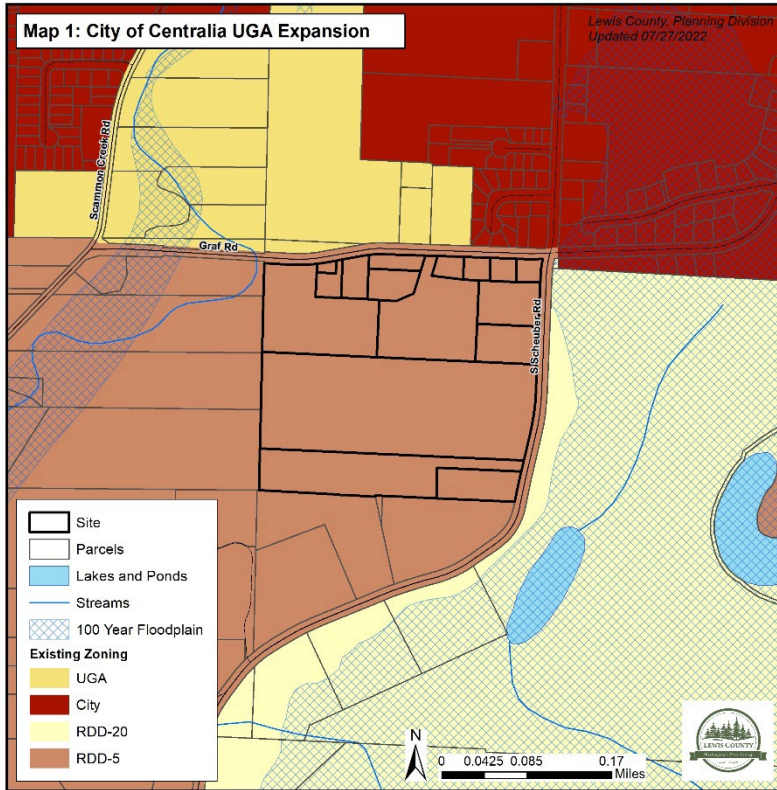 Map 1: City of Centralia UGA Expansion
Lewis County, Planning Division
Updated 07/27/2022
Scammon Creek Rd
Graf Rd
S Scheuber Rd
Site
Parcels
Lakes and Ponds
Streams
100 Year Floodplain
Existing Zoning
UGA
City
RDD-20
RDD-5
N
0 0.0425 0.085 0.17
Miles
LEWIS COUNTY